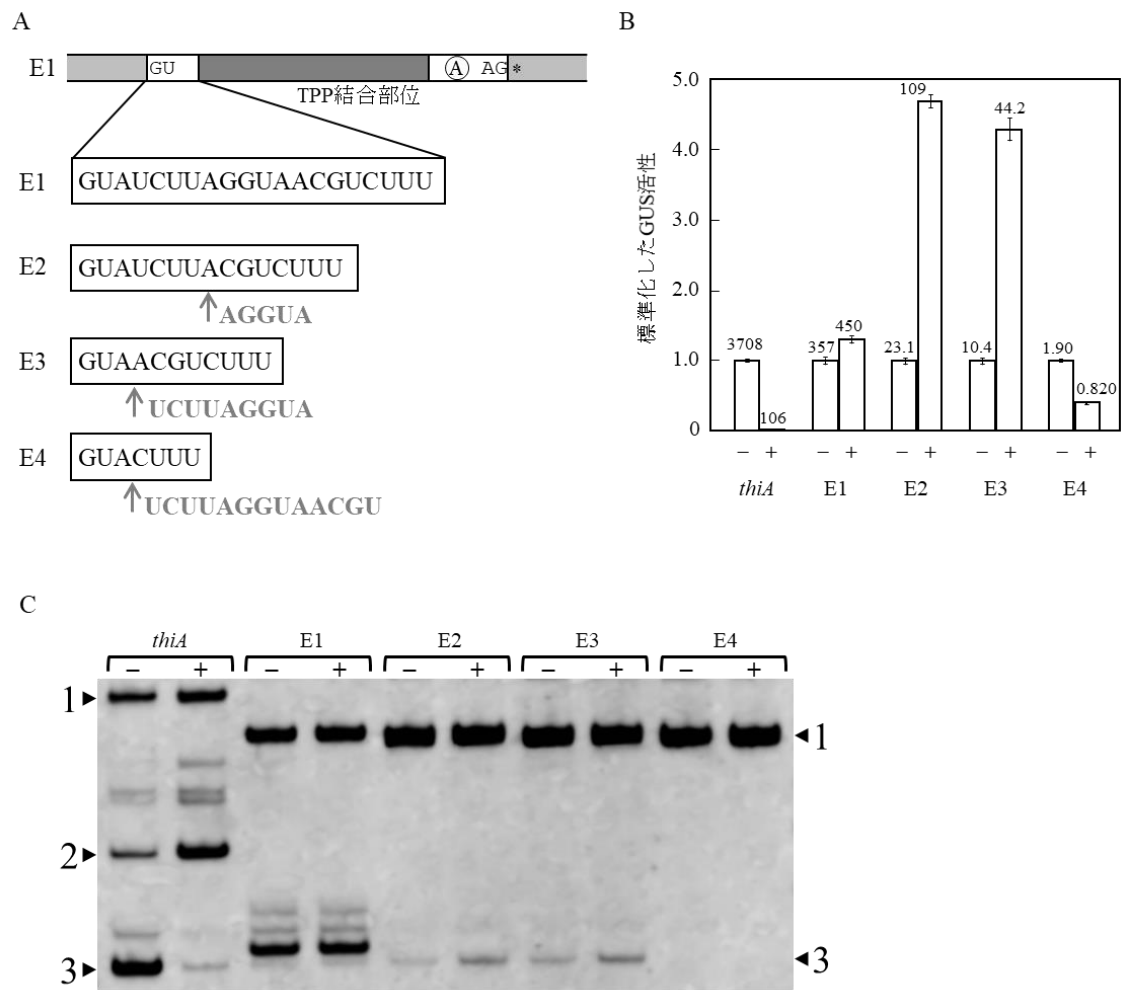 A
E1 GU A AG *
TPP結合部位
E1 GUAUCUUAGGUAACGUCUUU
E2 GUAUCUUACGUCUUU
↑AGGUA
E3 GUAACGUCUUU
↑UCUUAGGUA
E4 GUACUUU
↑UCUUAGGUAACGU
B
標準化したGUS活性
5.0
4.0
3.0
2.0
1.0
0
3708 106 357 450 23.1 109 10.4 44.2 1.90 0.820
− + − + − + − + − +
thiA E1 E2 E3 E4
C
thiA E1 E2 E3 E4
− + − + − + − + − +
1 1
2
3 3